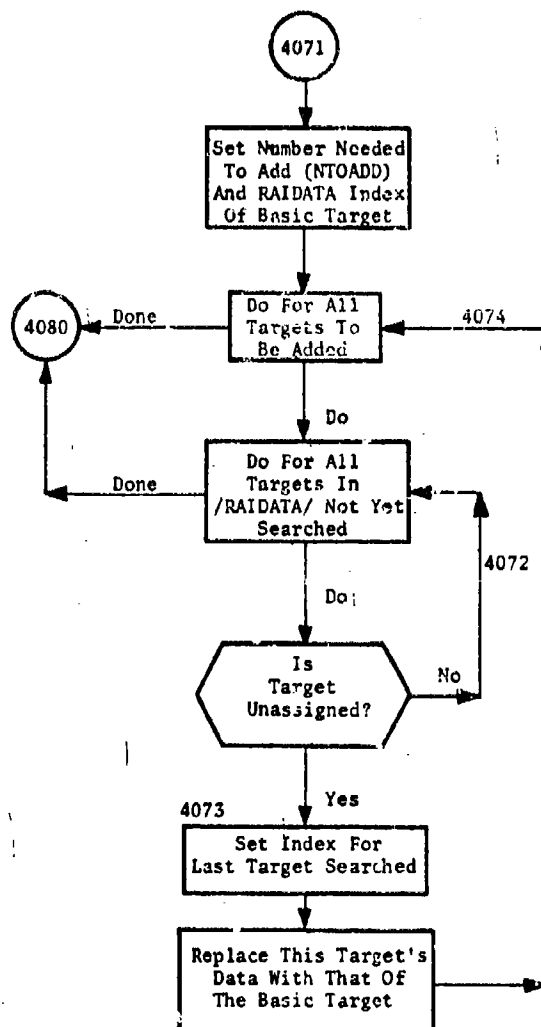 4071
Set Number Needed
To Add (NTOADD)
And RAIDATA Index
Of Basic Target
4080
Done
Do For All
Targets To
Be Added
4074
Do
Done
Do For All
Targets In
/RAIDATA/ Not Yet
Searched
4072
Do
Is
Target
Unassigned?
No
Yes
4073
Set Index For
Last Target Searched
Replace This Target's
Data With That Of
The Basic Target